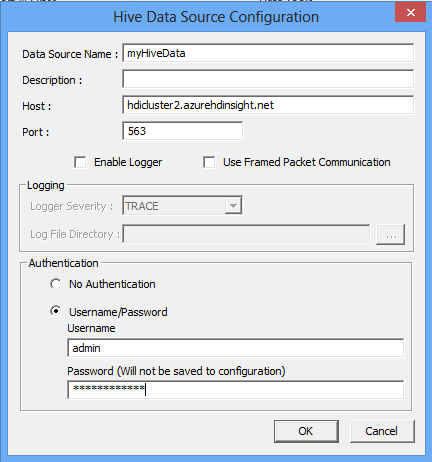 Hive Data Source Configuration
Data Source Name : myHiveData
Description :
Host : hdicluster2.azurehdinsight.net
Port : 563
Enable Logger Use Framed Packet Communication
Logging
Logger Severity : TRACE
Log File Directory : ...
Authentication
No Authentication
Username/Password
Username
admin
Password (Will not be saved to configuration)
************
OK Cancel